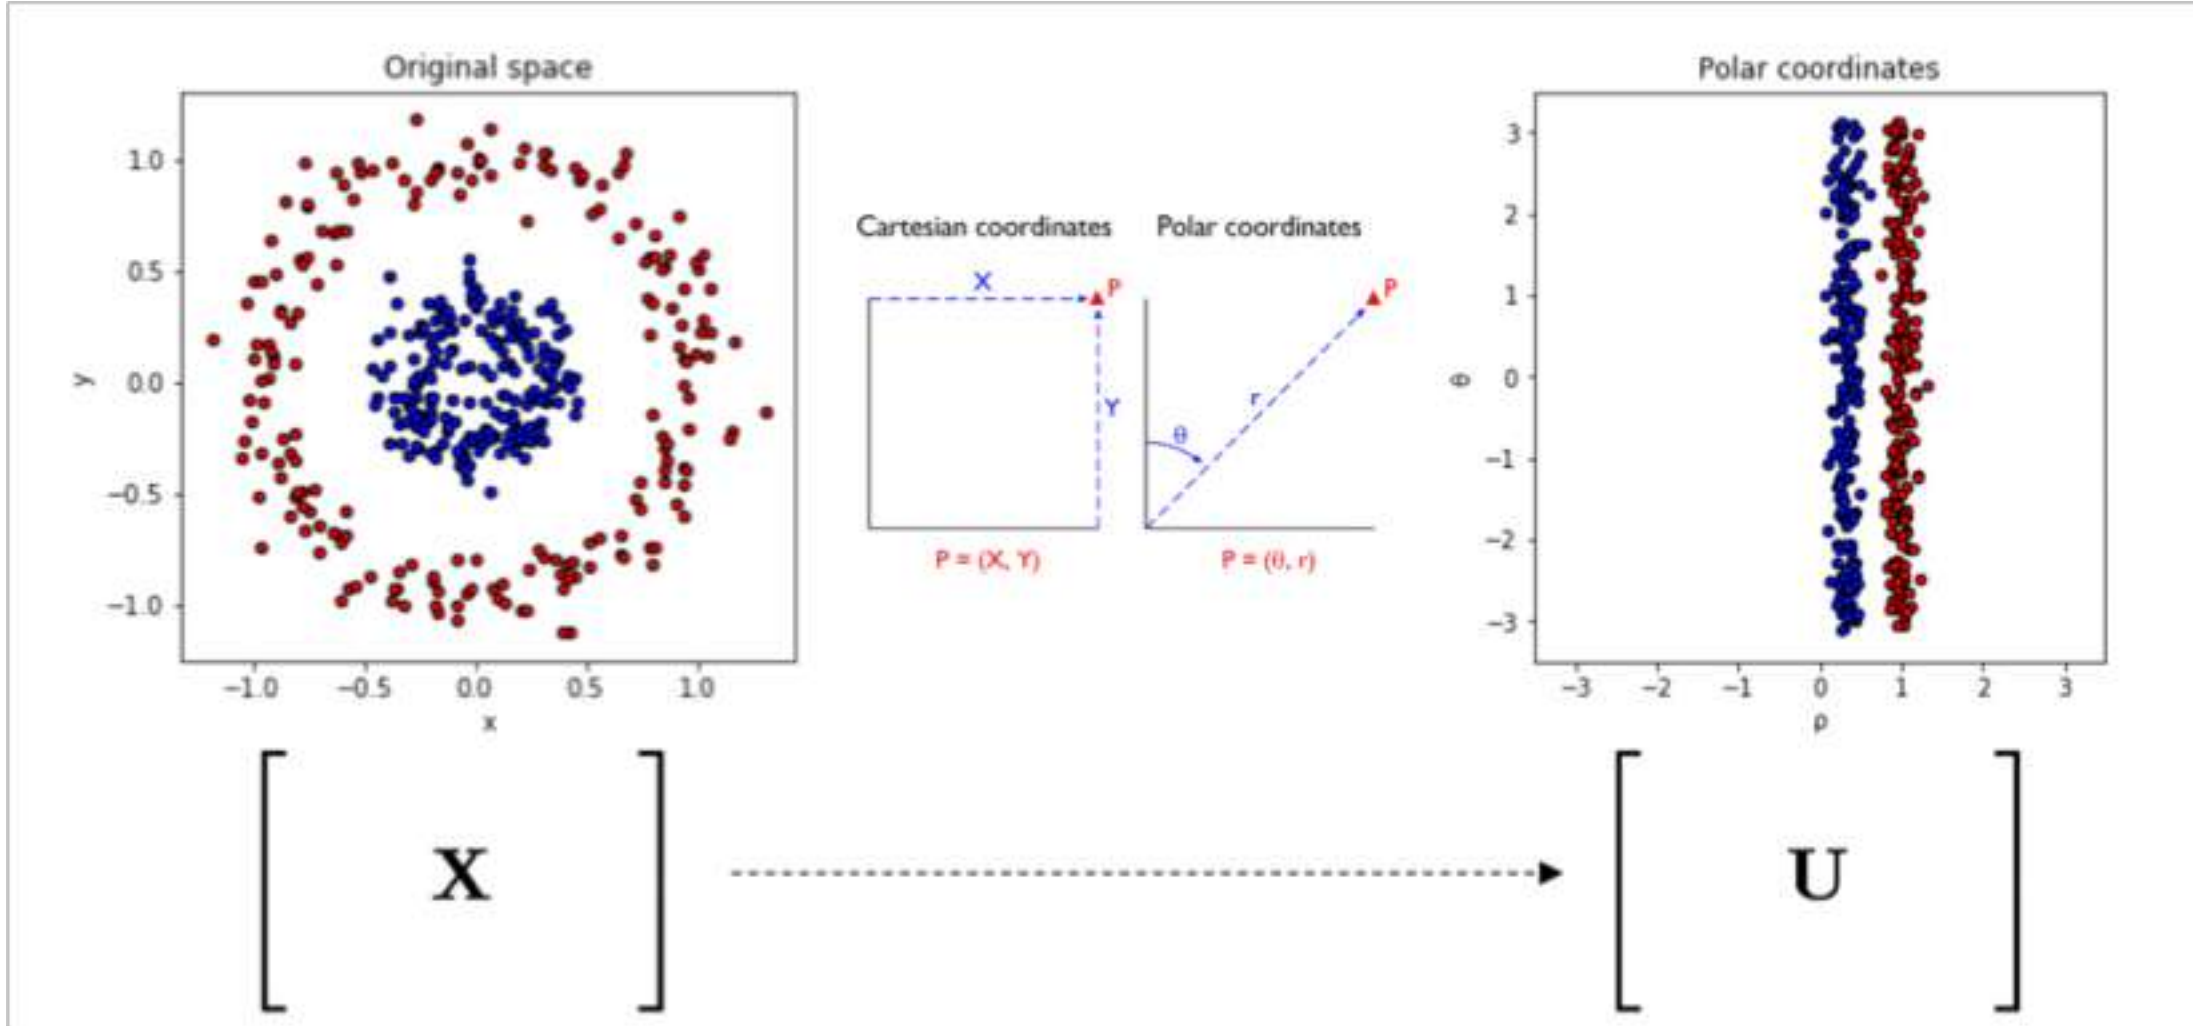 Original space
1.0
0.5
0.0
−0.5
−1.0
y
−1.0 −0.5 0.0 0.5 1.0
x
Cartesian coordinates
X
P
Y
P = (X, Y)
Polar coordinates
P
r
θ
P = (θ, r)
Polar coordinates
3
2
1
0
−1
−2
−3
θ
−3 −2 −1 0 1 2 3
ρ
X
U